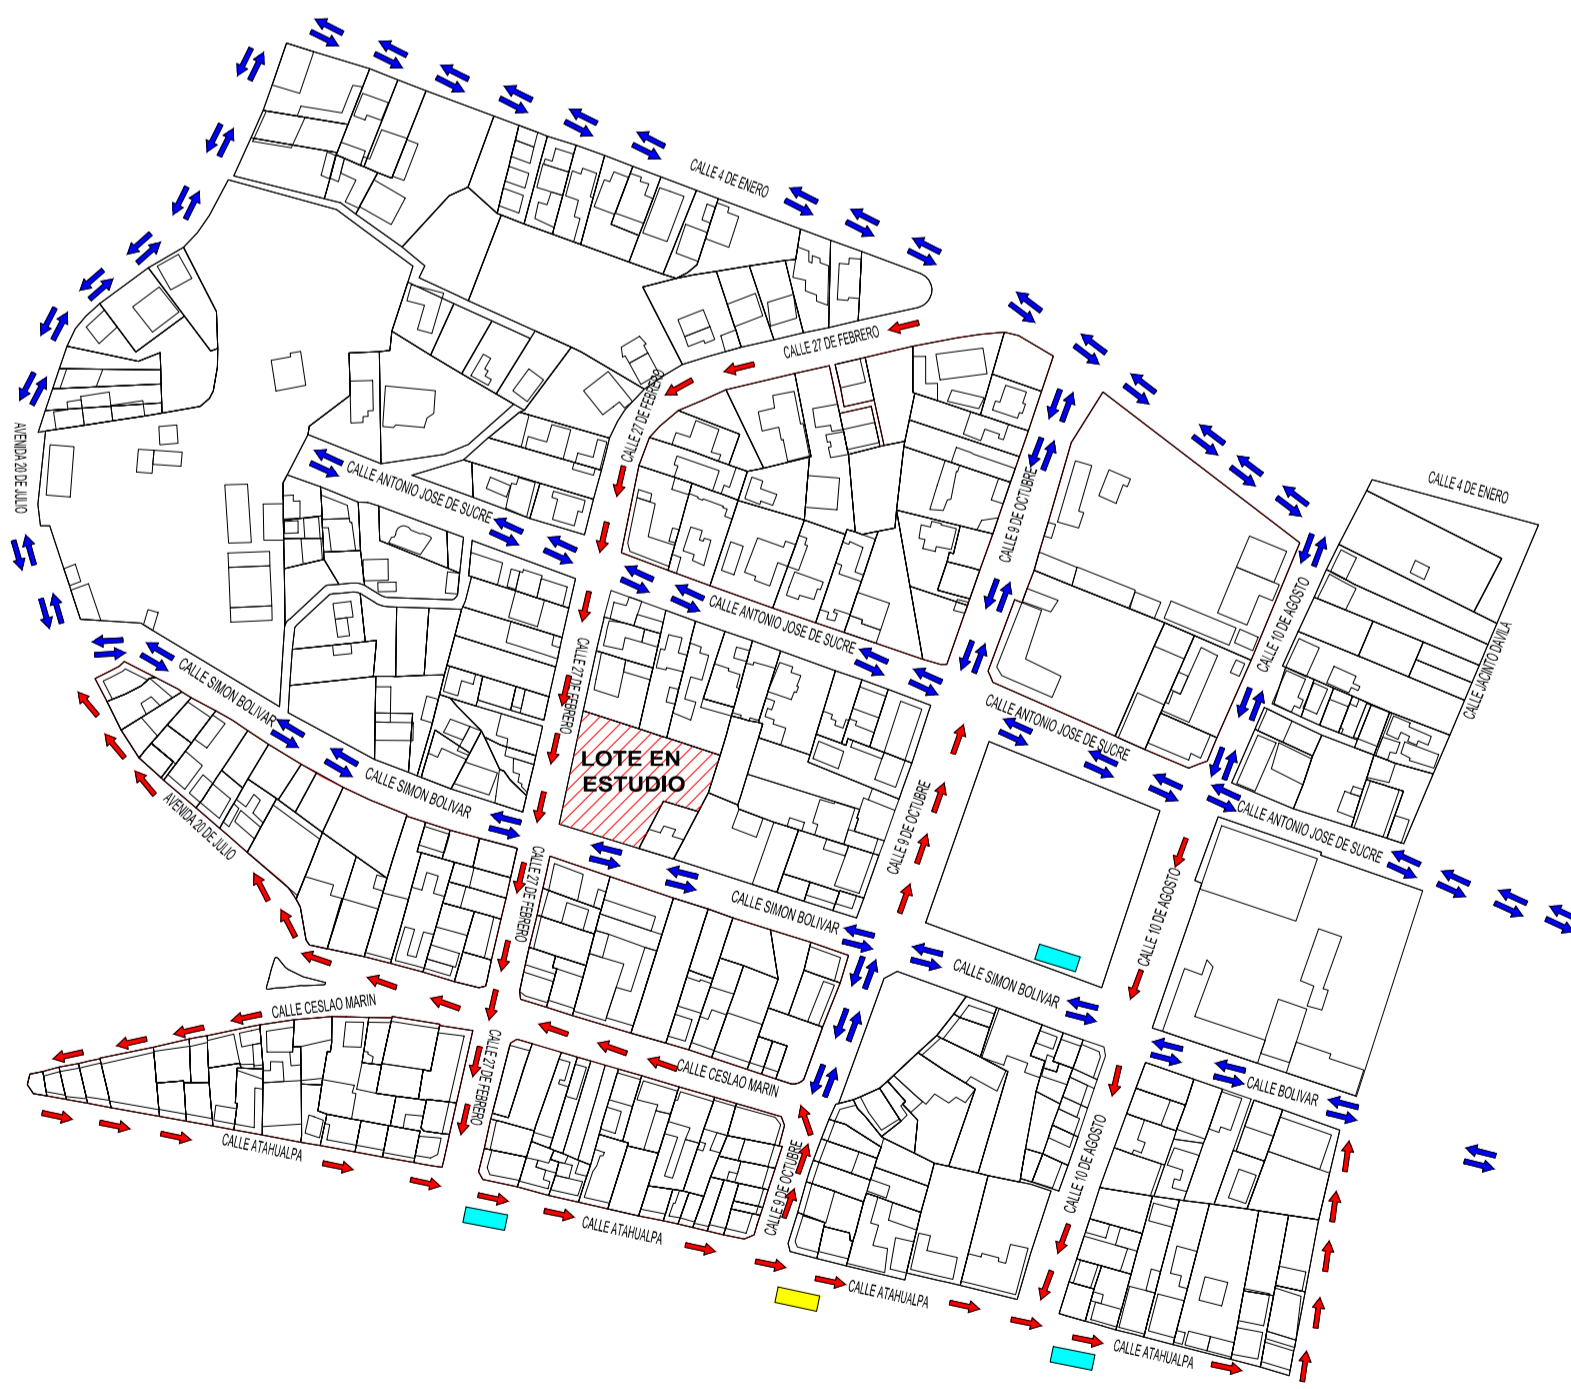 CALLE 4 DE ENERO
CALLE 27 DE FEBRERO
CALLE 27 DE FEBRERO
AVENIDA 20 DE JULIO
CALLE ANTONIO JOSE DE SUCRE
CALLE 9 DE OCTUBRE
CALLE 4 DE ENERO
CALLE ANTONIO JOSE DE SUCRE
CALLE 10 DE AGOSTO
CALLE JACINTO DAVILA
CALLE SIMON BOLIVAR
CALLE 27 DE FEBRERO
CALLE ANTONIO JOSE DE SUCRE
LOTE EN
ESTUDIO
CALLE SIMON BOLIVAR
AVENIDA 20 DE JULIO
CALLE 9 DE OCTUBRE
CALLE ANTONIO JOSE DE SUCRE
CALLE 27 DE FEBRERO
CALLE SIMON BOLIVAR
CALLE 10 DE AGOSTO
CALLE SIMON BOLIVAR
CALLE CESLAO MARIN
CALLE 27 DE FEBRERO
CALLE CESLAO MARIN
CALLE BOLIVAR
CALLE ATAHUALPA
CALLE 9 DE OCTUBRE
CALLE 10 DE AGOSTO
CALLE ATAHUALPA
CALLE ATAHUALPA
CALLE ATAHUALPA